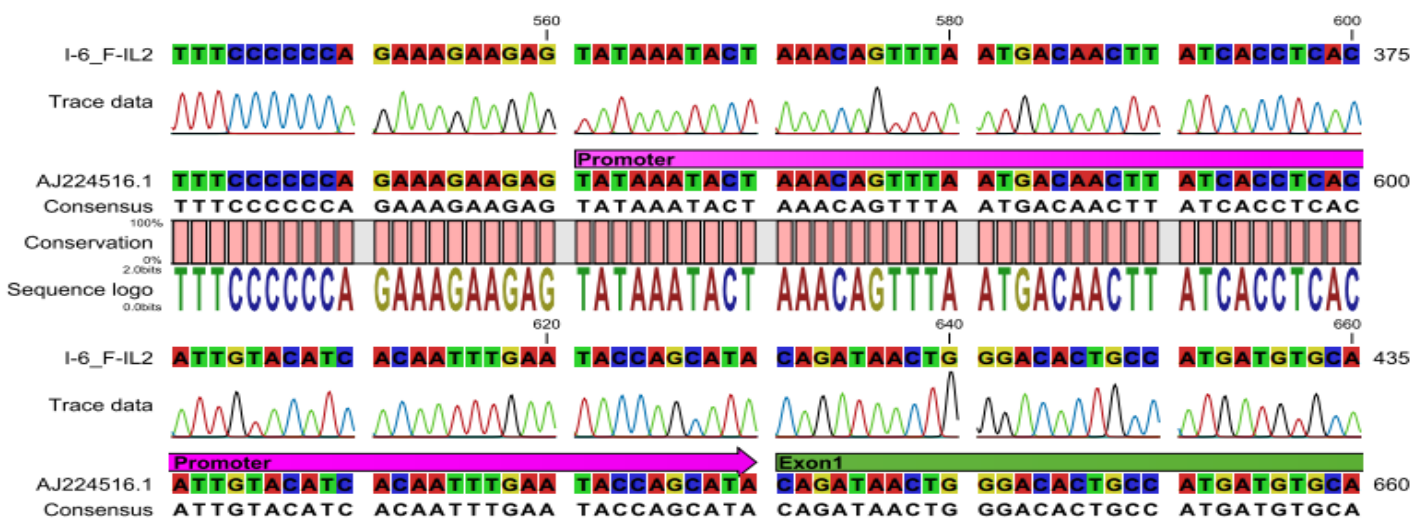 560 580 600
I-6_F-IL2 TTTCCCCCCA GAAAGAAGAG TATAAATACT AAACAGTTTA ATGACAACTT ATCACCTCAC 375
Trace data
Promoter
AJ224516.1 TTTCCCCCCA GAAAGAAGAG TATAAATACT AAACAGTTTA ATGACAACTT ATCACCTCAC 600
Consensus TTTCCCCCCA GAAAGAAGAG TATAAATACT AAACAGTTTA ATGACAACTT ATCACCTCAC
100%
Conservation
0%
2.0bits
Sequence logo TTTCCCCCCA GAAAGAAGAG TATAAATACT AAACAGTTTA ATGACAACTT ATCACCTCAC
0.0bits
620 640 660
I-6_F-IL2 ATTGTACATC ACAATTTGAA TACCAGCATA CAGATAACTG GGACACTGCC ATGATGTGCA 435
Trace data
Promoter Exon1
AJ224516.1 ATTGTACATC ACAATTTGAA TACCAGCATA CAGATAACTG GGACACTGCC ATGATGTGCA 660
Consensus ATTGTACATC ACAATTTGAA TACCAGCATA CAGATAACTG GGACACTGCC ATGATGTGCA